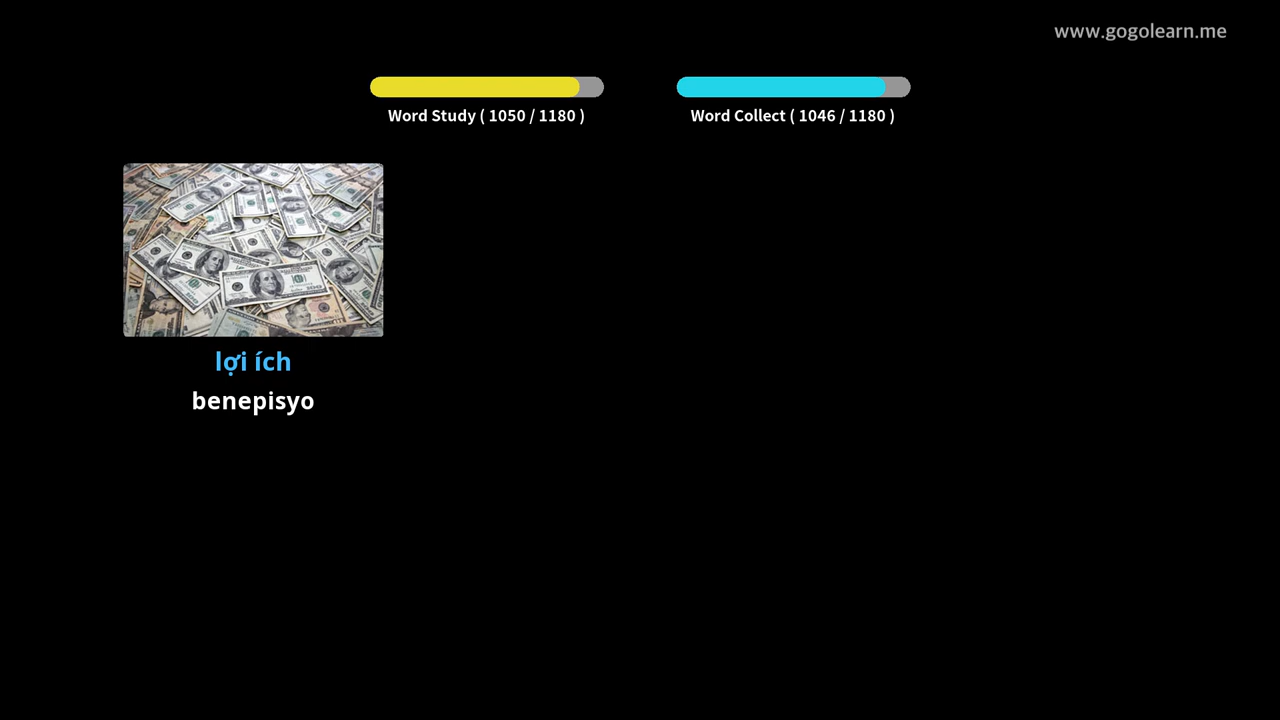 www.gogolearn.me
Word Study ( 1050 / 1180 )
Word Collect ( 1046 / 1180 )
lợi ích
benepisyo